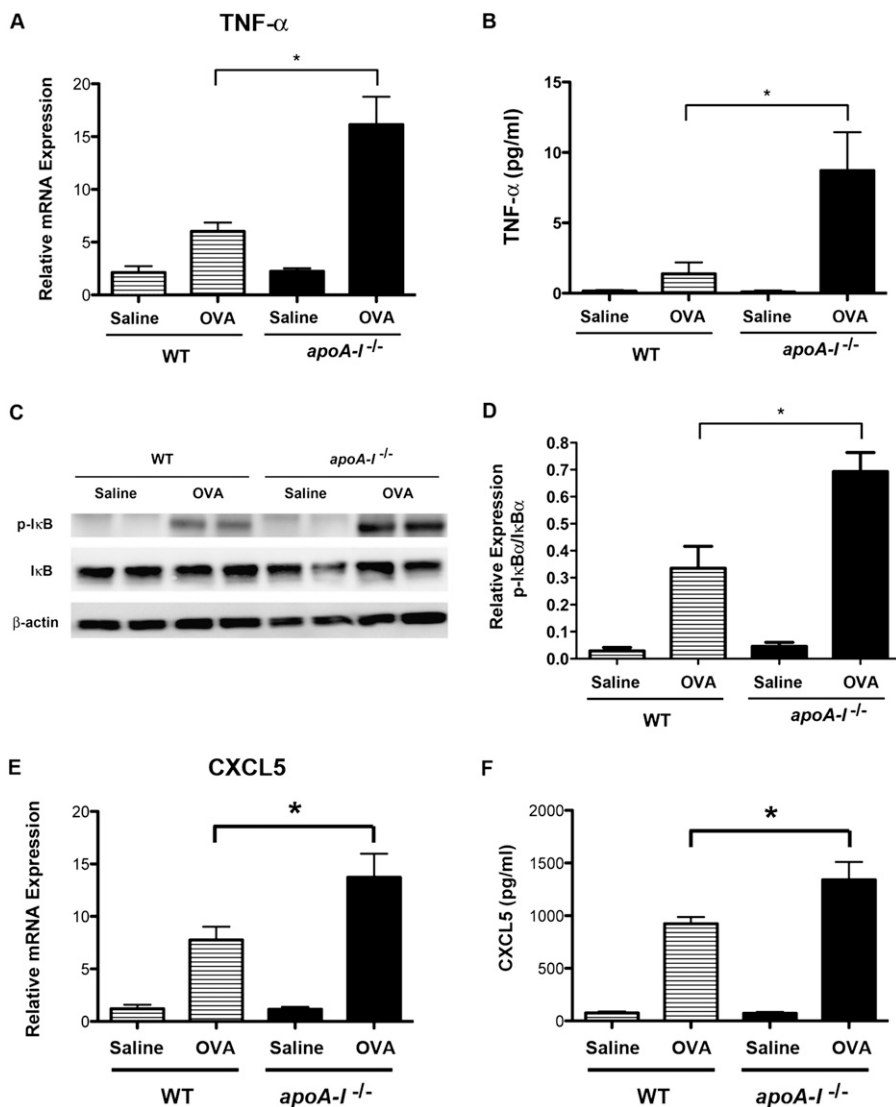 A
TNF-α
*
Relative mRNA Expression
20
15
10
5
0
Saline OVA Saline OVA
WT apoA-I -/-
B
*
TNF-α (pg/ml)
15
10
5
0
Saline OVA Saline OVA
WT apoA-I -/-
C
WT apoA-I -/-
Saline OVA Saline OVA
p-IκB
IκB
β-actin
D
*
Relative Expression
p-IκBα/IκBα
0.8
0.7
0.6
0.5
0.4
0.3
0.2
0.1
0.0
Saline OVA Saline OVA
WT apoA-I -/-
E
CXCL5
*
Relative mRNA Expression
20
15
10
5
0
Saline OVA Saline OVA
WT apoA-I -/-
F
*
CXCL5 (pg/ml)
2000
1500
1000
500
0
Saline OVA Saline OVA
WT apoA-I -/-